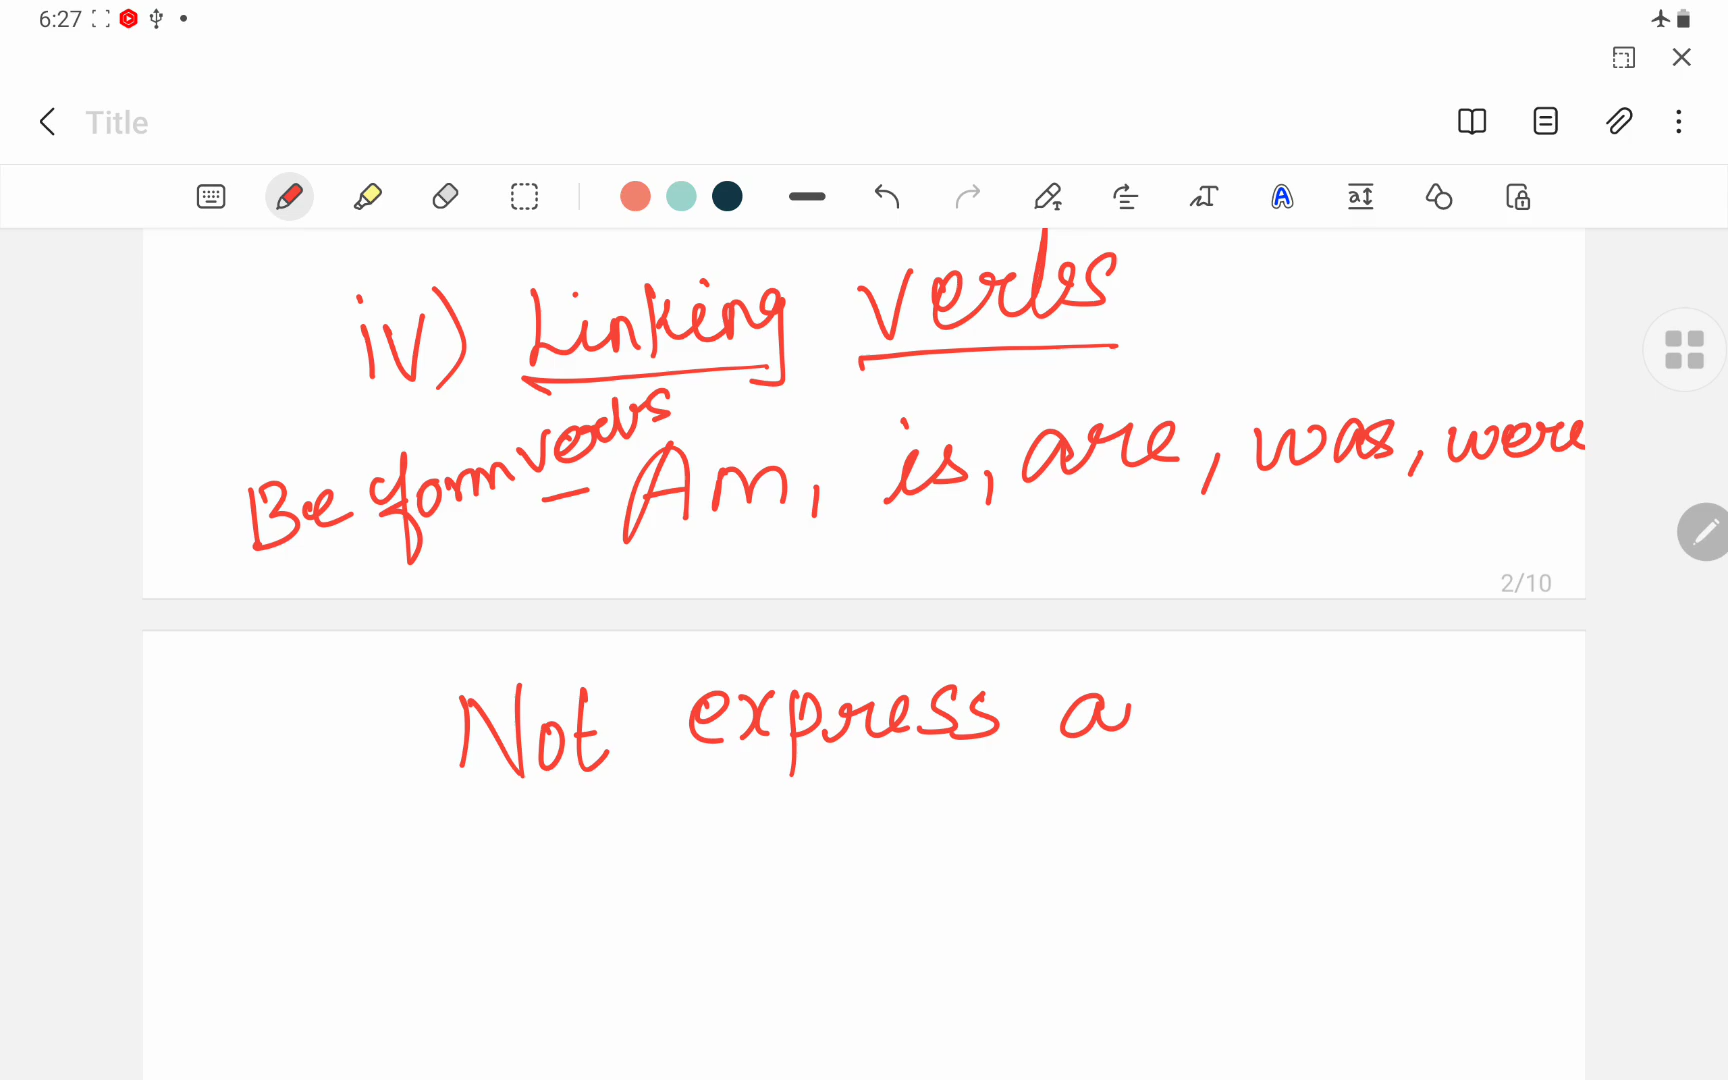 6:27
Title
iv) Linking verbs
Be form verbs - Am, is, are, was, were
2/10
Not express a